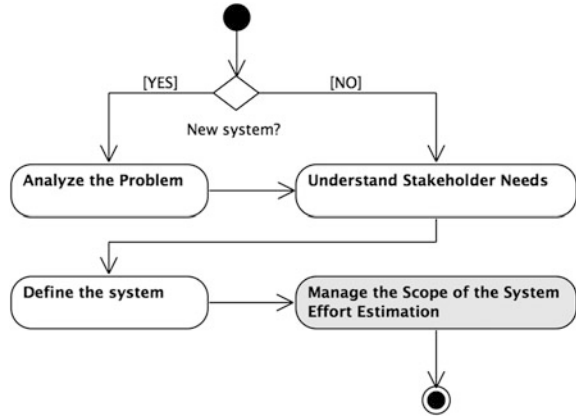 [YES]
[NO]
New system?
Analyze the Problem
Understand Stakeholder Needs
Define the system
Manage the Scope of the System
Effort Estimation